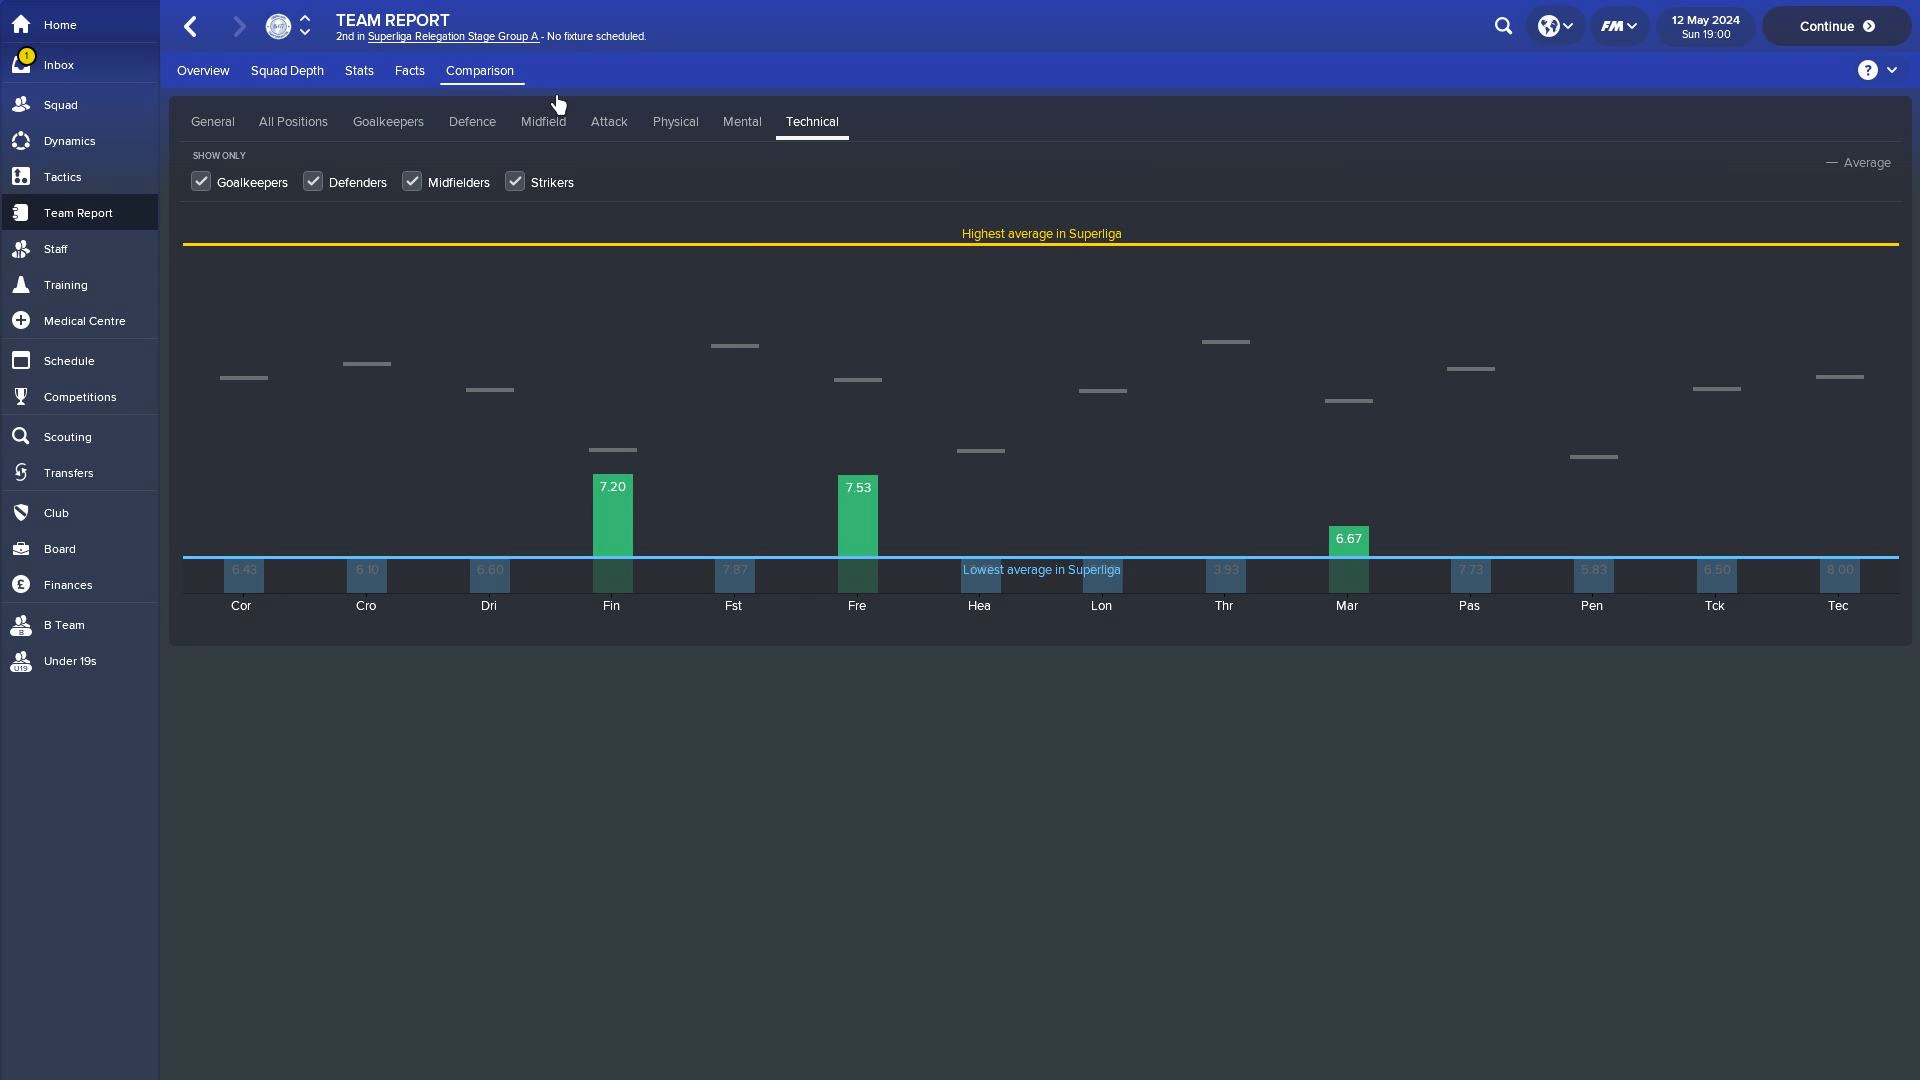 Home
1
Inbox
Squad
Dynamics
Tactics
Team Report
Staff
Training
Medical Centre
Schedule
Competitions
Scouting
Transfers
Club
Board
Finances
B
B Team
U19
Under 19s
TEAM REPORT
2nd in Superliga Relegation Stage Group A - No fixture scheduled.
FM
12 May 2024
Sun 19:00
Continue
Overview Squad Depth Stats Facts Comparison
?
General All Positions Goalkeepers Defence Midfield Attack Physical Mental Technical
SHOW ONLY
Average
Goalkeepers Defenders Midfielders Strikers
Highest average in Superliga
7.20 7.53
6.67
6.43 6.10 6.60 7.87 Lowest average in Superliga 3.93 7.73 5.83 6.50 8.00
Cor Cro Dri Fin Fst Fre Hea Lon Thr Mar Pas Pen Tck Tec